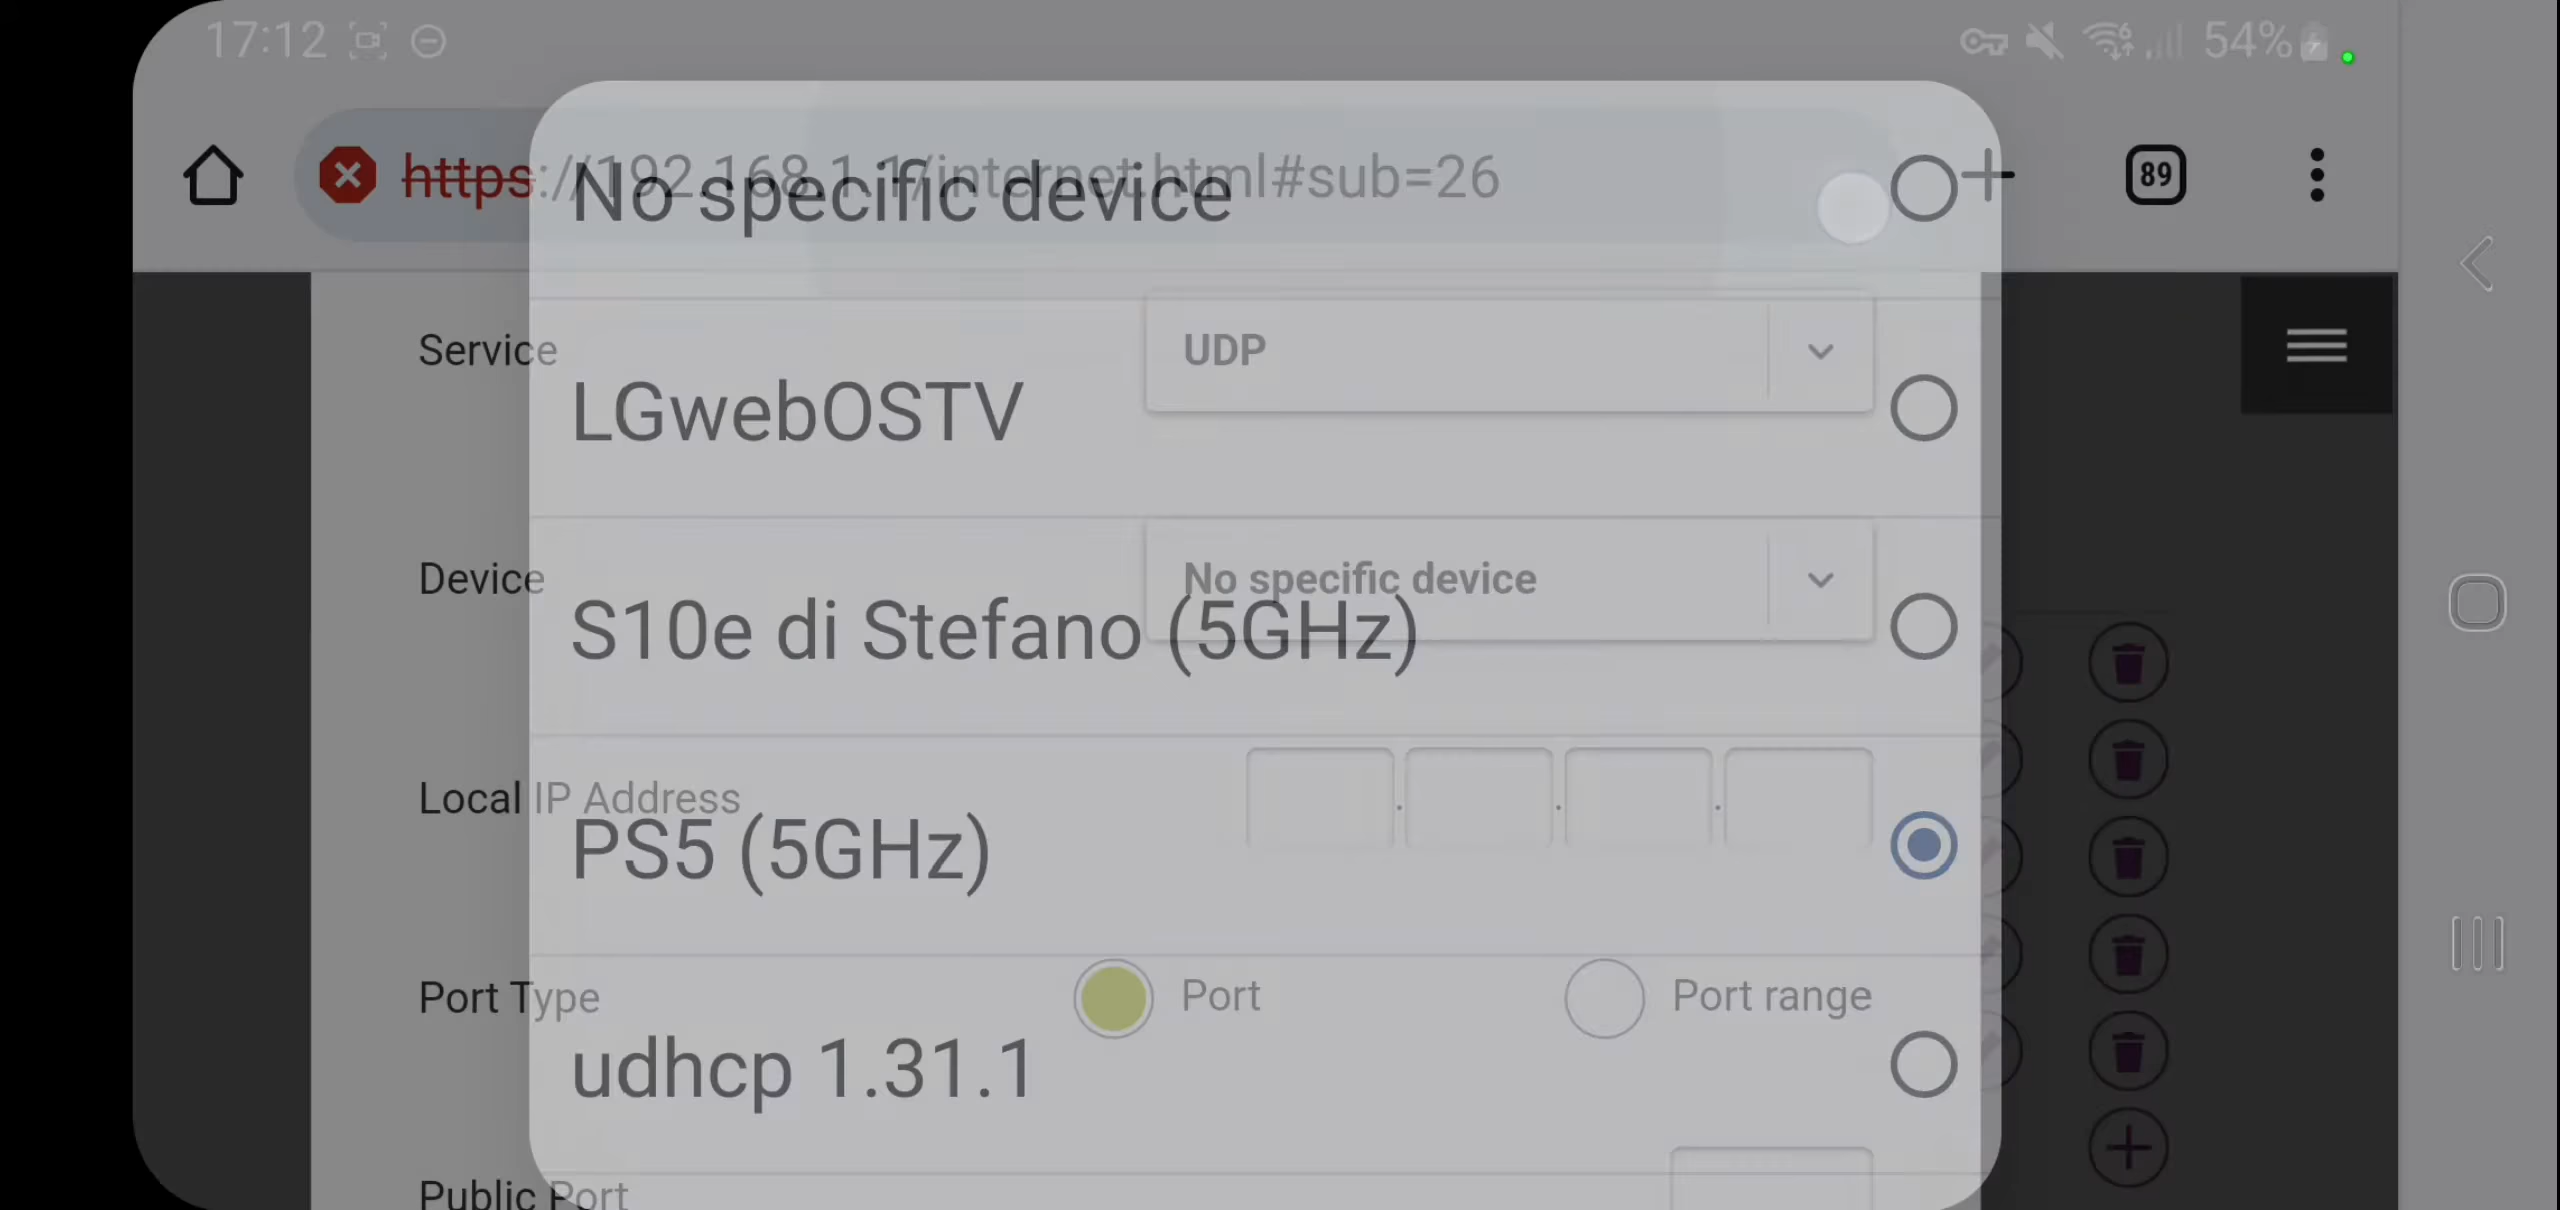 17:12
54%
https://192.168.1.1/internet.html#sub=26
89
No specific device
Service
UDP
LGwebOSTV
Device
No specific device
S10e di Stefano (5GHz)
Local IP Address
. . .
PS5 (5GHz)
Port Type
Port
Port range
udhcp 1.31.1
Public Port